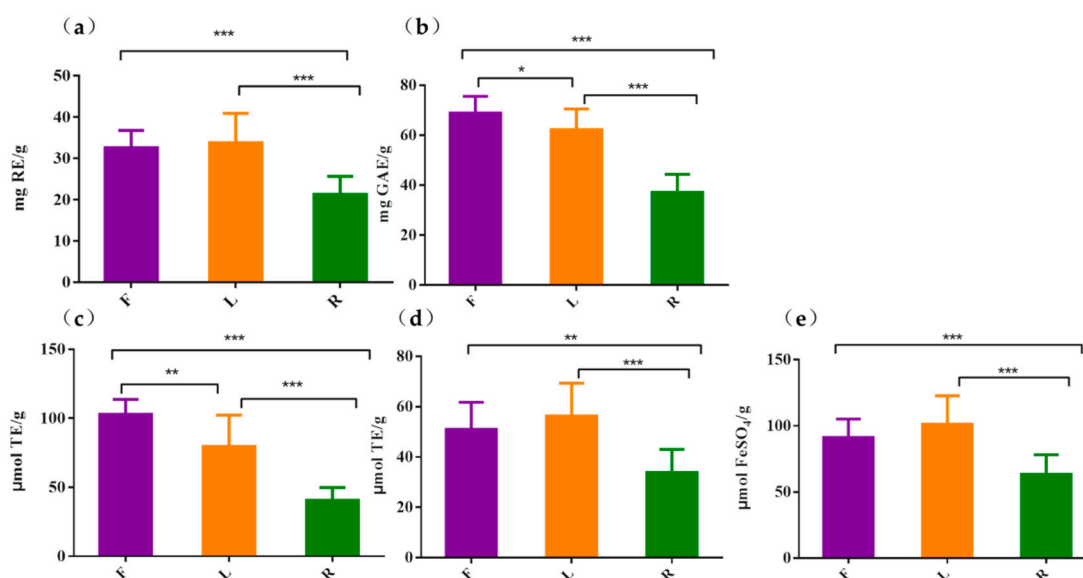 （a）
***
***
50
40
30
20
10
0
mg RE/g
F
L
R
（b）
***
*
***
80
60
40
20
0
mg GAE/g
F
L
R
（c）
***
**
***
150
100
50
0
μmol TE/g
F
L
R
（d）
**
***
80
60
40
20
0
μmol TE/g
F
L
R
（e）
***
***
150
100
50
0
μmol FeSO₄/g
F
L
R